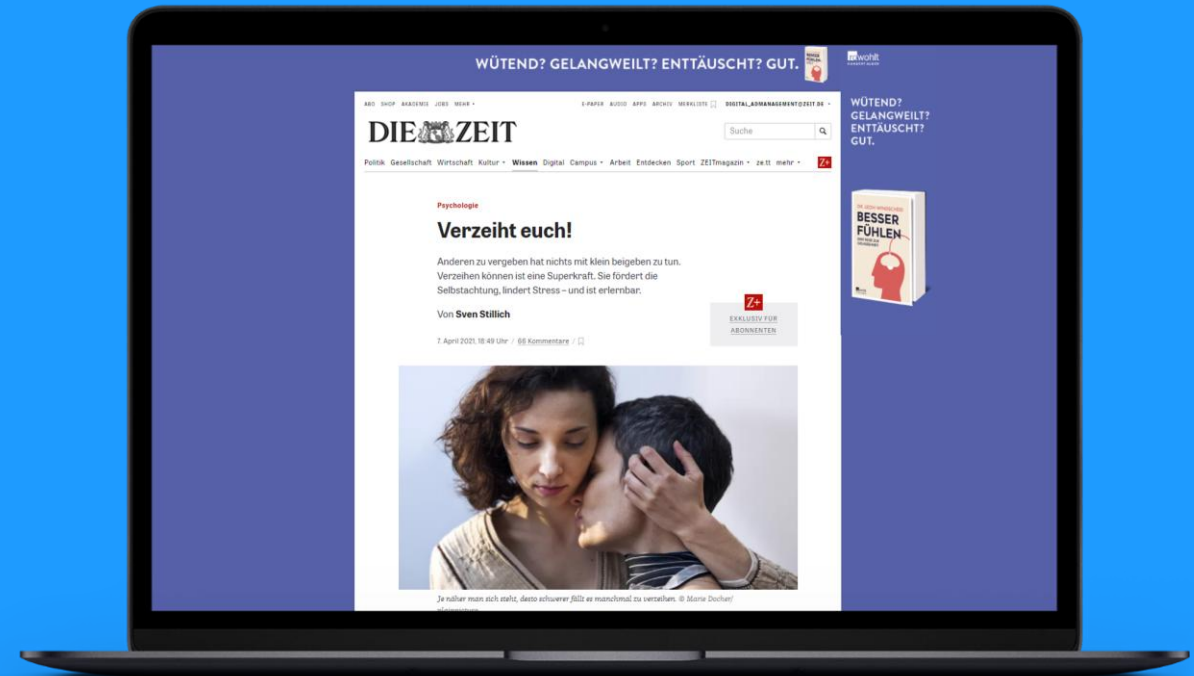 WÜTEND? GELANGWEILT? ENTTÄUSCHT? GUT.
rowohlt
ABO SHOP AKADEMIE JOBS MEHR
E-PAPER AUDIO APPS ARCHIV MERKLISTE DIGITAL_ADMANAGEMENT@ZEIT.DE
DIE ZEIT
Suche
Politik Gesellschaft Wirtschaft Kultur Wissen Digital Campus Arbeit Entdecken Sport ZEITmagazin ze.tt mehr Z+
WÜTEND?
GELANGWEILT?
ENTTÄUSCHT?
GUT.
BESSER
FÜHLEN
Psychologie
Verzeiht euch!
Anderen zu vergeben hat nichts mit klein beigeben zu tun.
Verzeihen können ist eine Superkraft. Sie fördert die
Selbstachtung, lindert Stress – und ist erlernbar.
Von Sven Stillich
Z+
EXKLUSIV FÜR
ABONNENTEN
7. April 2021, 18:49 Uhr / 66 Kommentare /
Je näher man sich steht, desto schwerer fällt es manchmal zu verzeihen. © Marie Docher/